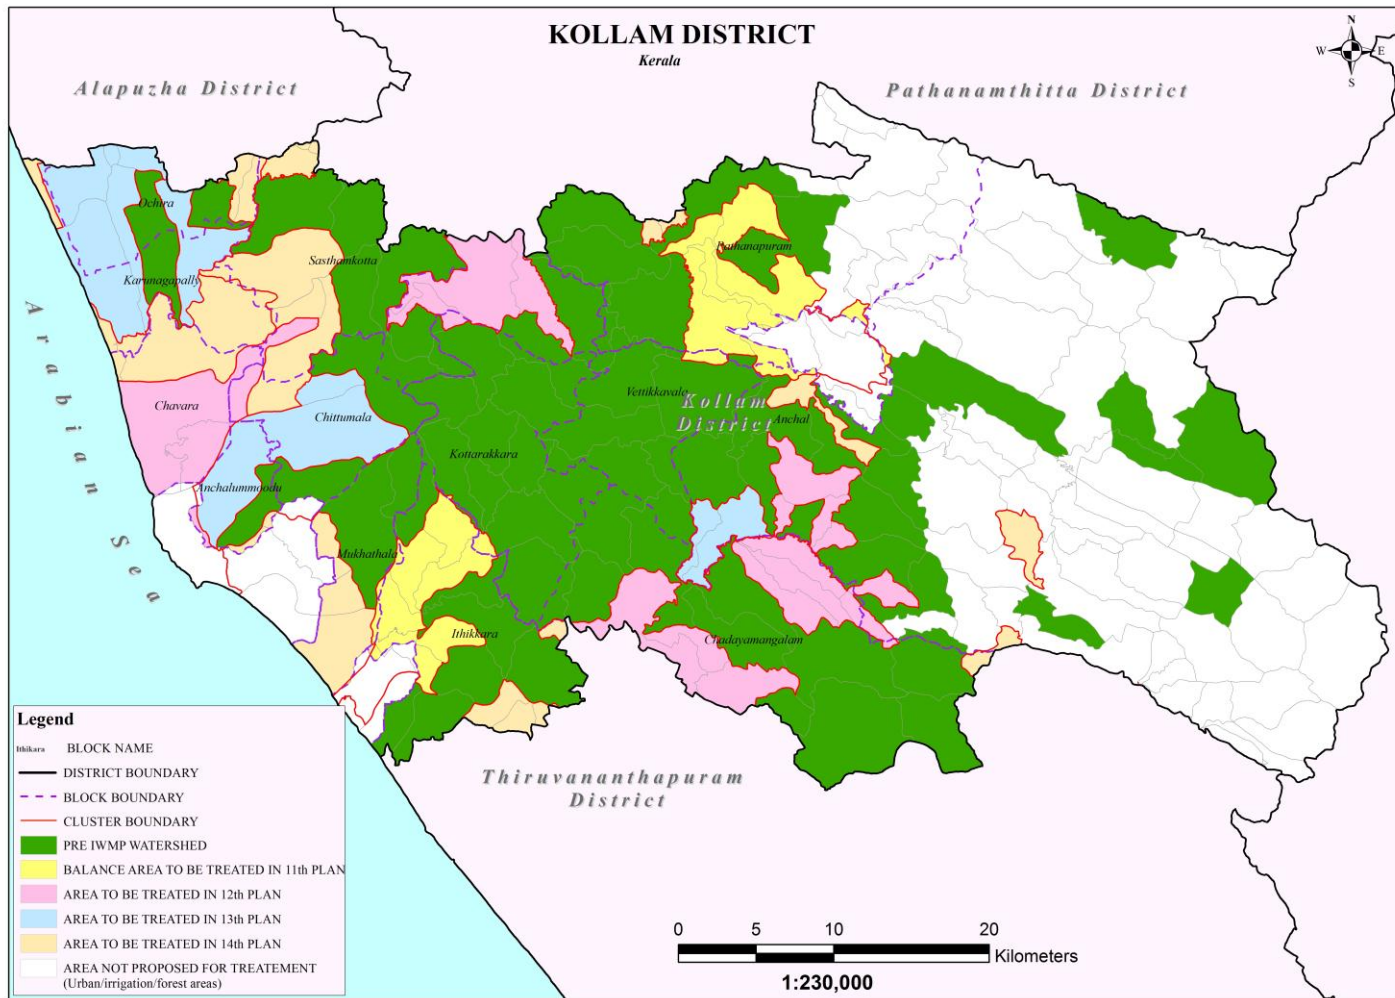 KOLLAM DISTRICT
Kerala
N
W
E
S
Alapuzha District
Pathanamthitta District
Ochira
Sasthamkotta
Pathanapuram
Karunagapally
Arabian Sea
Vettikkavala
Kollam
District
Chavara
Chittumala
Anchal
Kottarakkara
Anchalummoodu
Mukhathala
Ithikkara
Chadayamangalam
Thiruvananthapuram
District
Legend
Ithikara BLOCK NAME
DISTRICT BOUNDARY
BLOCK BOUNDARY
CLUSTER BOUNDARY
PRE IWMP WATERSHED
BALANCE AREA TO BE TREATED IN 11th PLAN
AREA TO BE TREATED IN 12th PLAN
AREA TO BE TREATED IN 13th PLAN
AREA TO BE TREATED IN 14th PLAN
AREA NOT PROPOSED FOR TREATEMENT
(Urban/irrigation/forest areas)
0 5 10 20
Kilometers
1:230,000